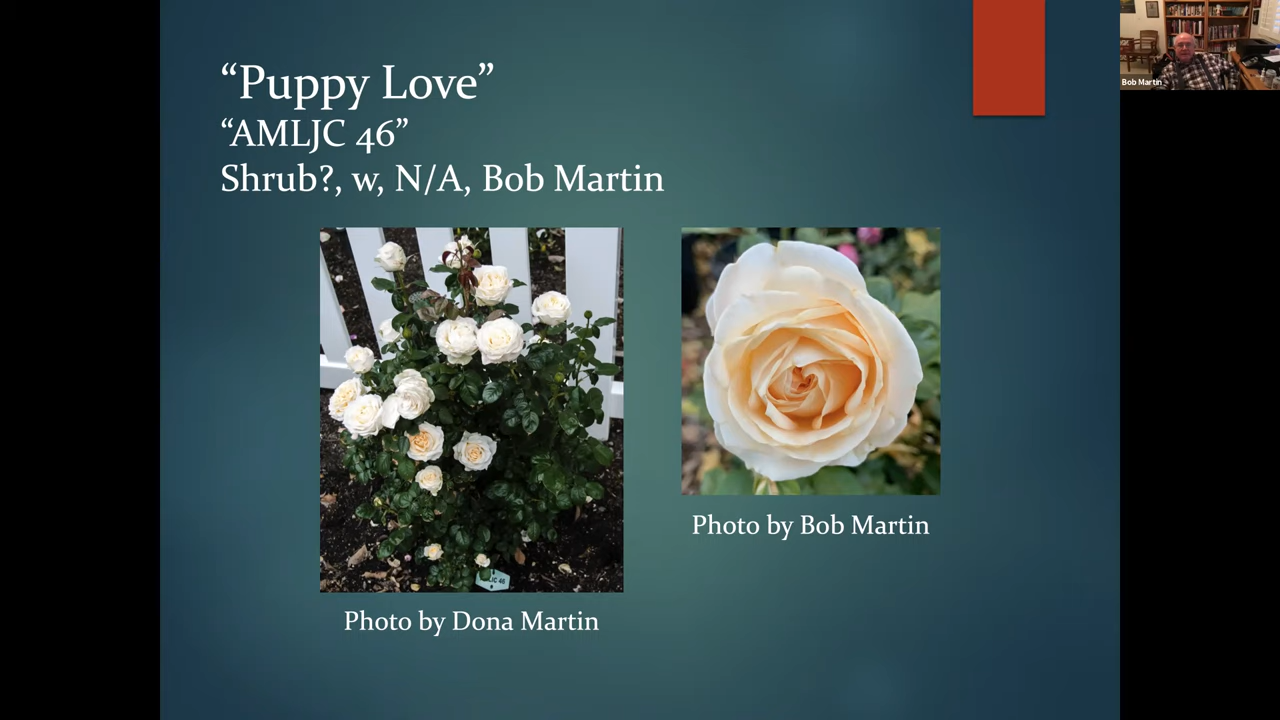 “Puppy Love”
“AMLJC 46”
Shrub?, w, N/A, Bob Martin
Bob Martin
Photo by Bob Martin
Photo by Dona Martin